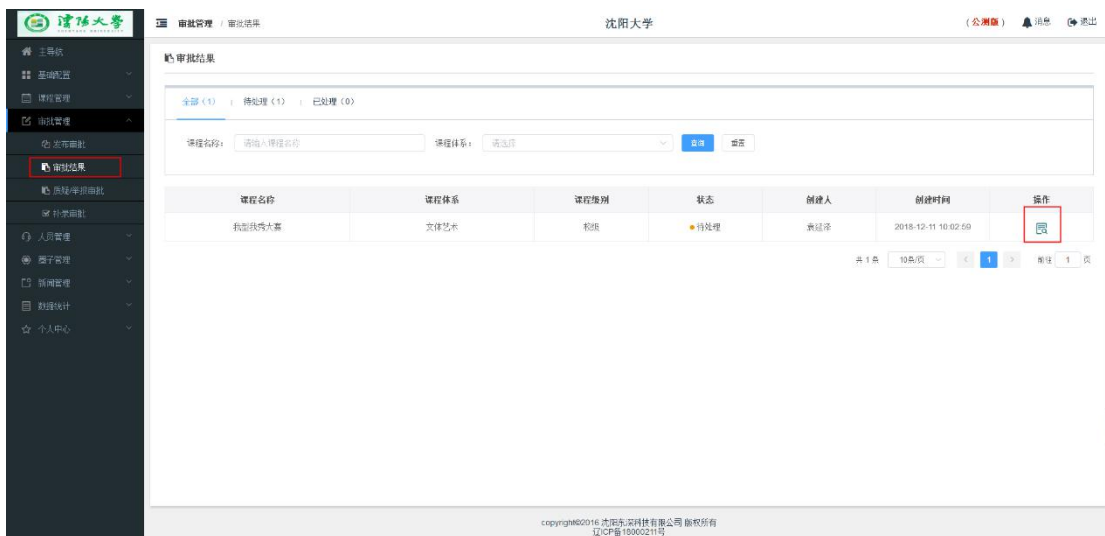 沈阳大学
审批管理 / 审批结果
沈阳大学
(公测版)
消息
退出
主导航
基础配置
课程管理
审批管理
发布审批
审批结果
质疑/举报审批
补录审批
人员管理
圈子管理
新闻管理
数据统计
个人中心
审批结果
全部(1) | 待处理(1) | 已处理(0)
课程名称: 请输入课程名称 课程体系: 请选择 查询 重置
课程名称 课程体系 课程级别 状态 创建人 创建时间 操作
我型我秀大赛 文体艺术 校级 待处理 袁廷泽 2018-12-11 10:02:59
共 1 条 10条/页 < 1 > 前往 1 页
copyright©2016 沈阳东深科技有限公司 版权所有
辽ICP备18000211号